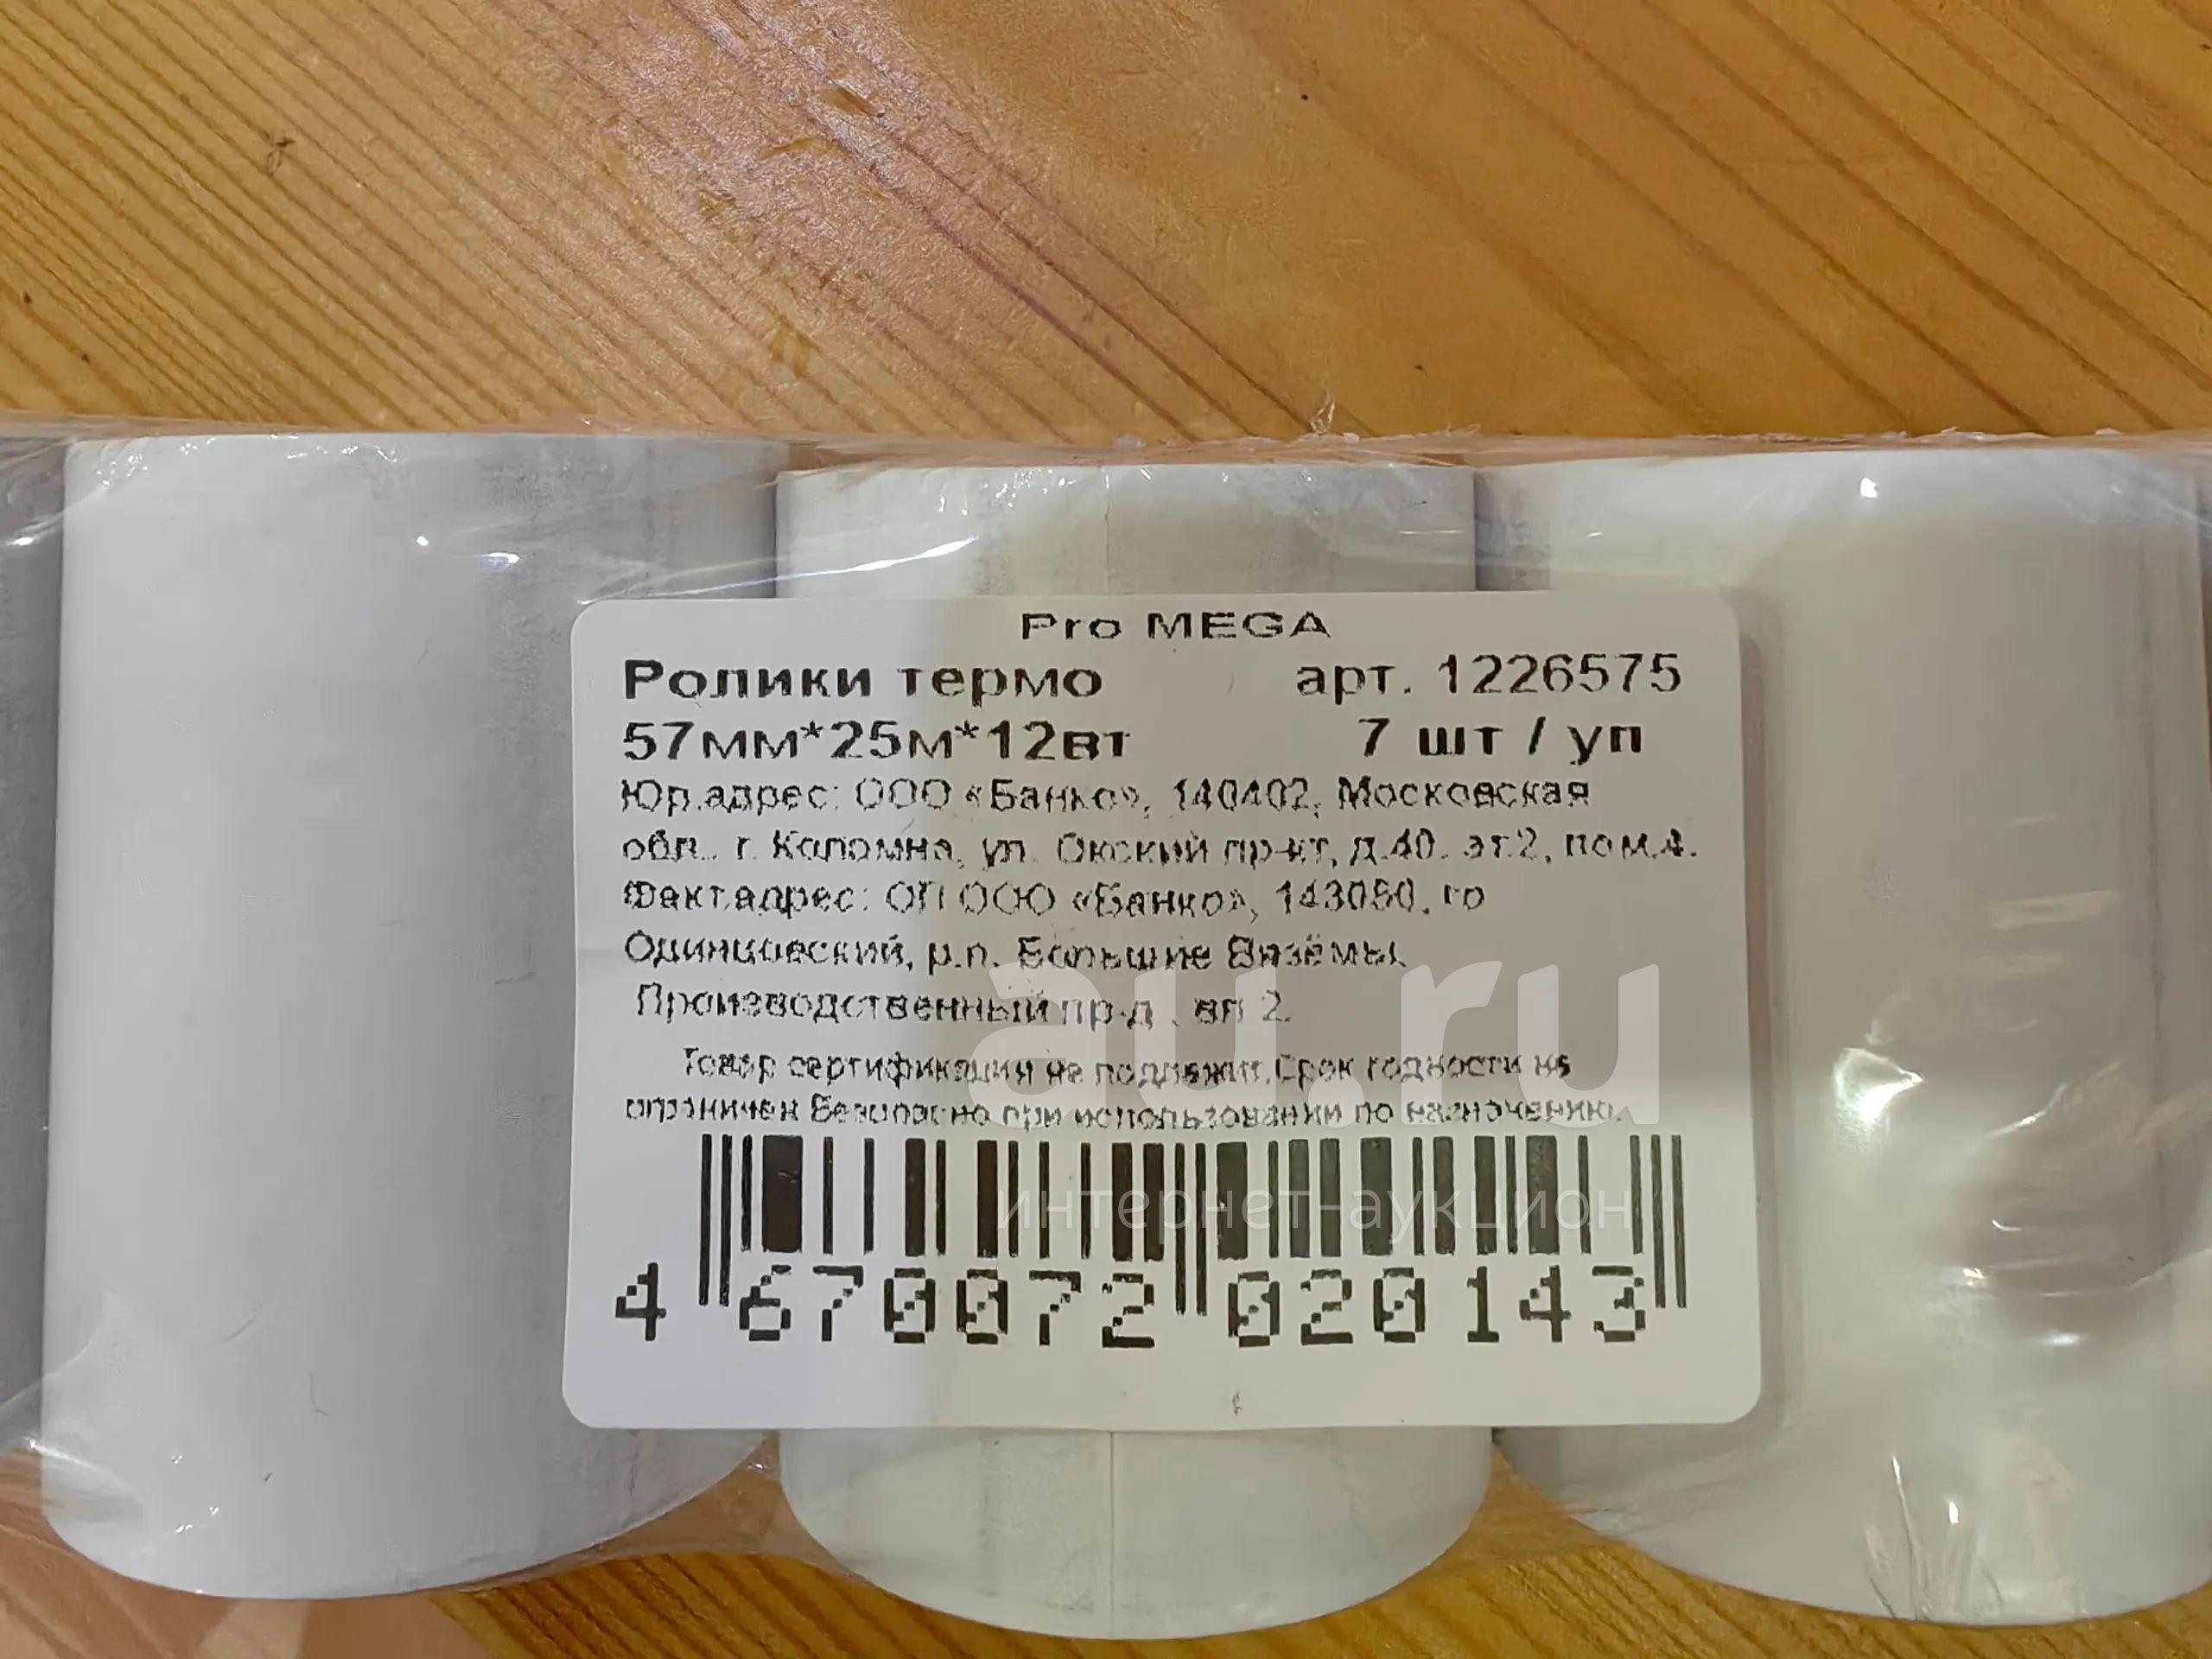 Pro MEGA
Ролики термо арт. 1226575
57мм*25м*12вт 7 шт / уп
Юр.адрес: ООО «Банко», 140402, Московская
обл., г. Коломна, ул. Окский пр-кт, д.40, эт.2, пом.4.
Факт.адрес: ОП ООО «Банко», 143050, го
Одинцовский, р.п. Большие Вязёмы,
Производственный пр-д , вл 2.
Товар сертификации не подлежит.Срок годности не
ограничен Безопасно при использовании по назначению.
4 670072 020143
au.ru
интернет-аукцион